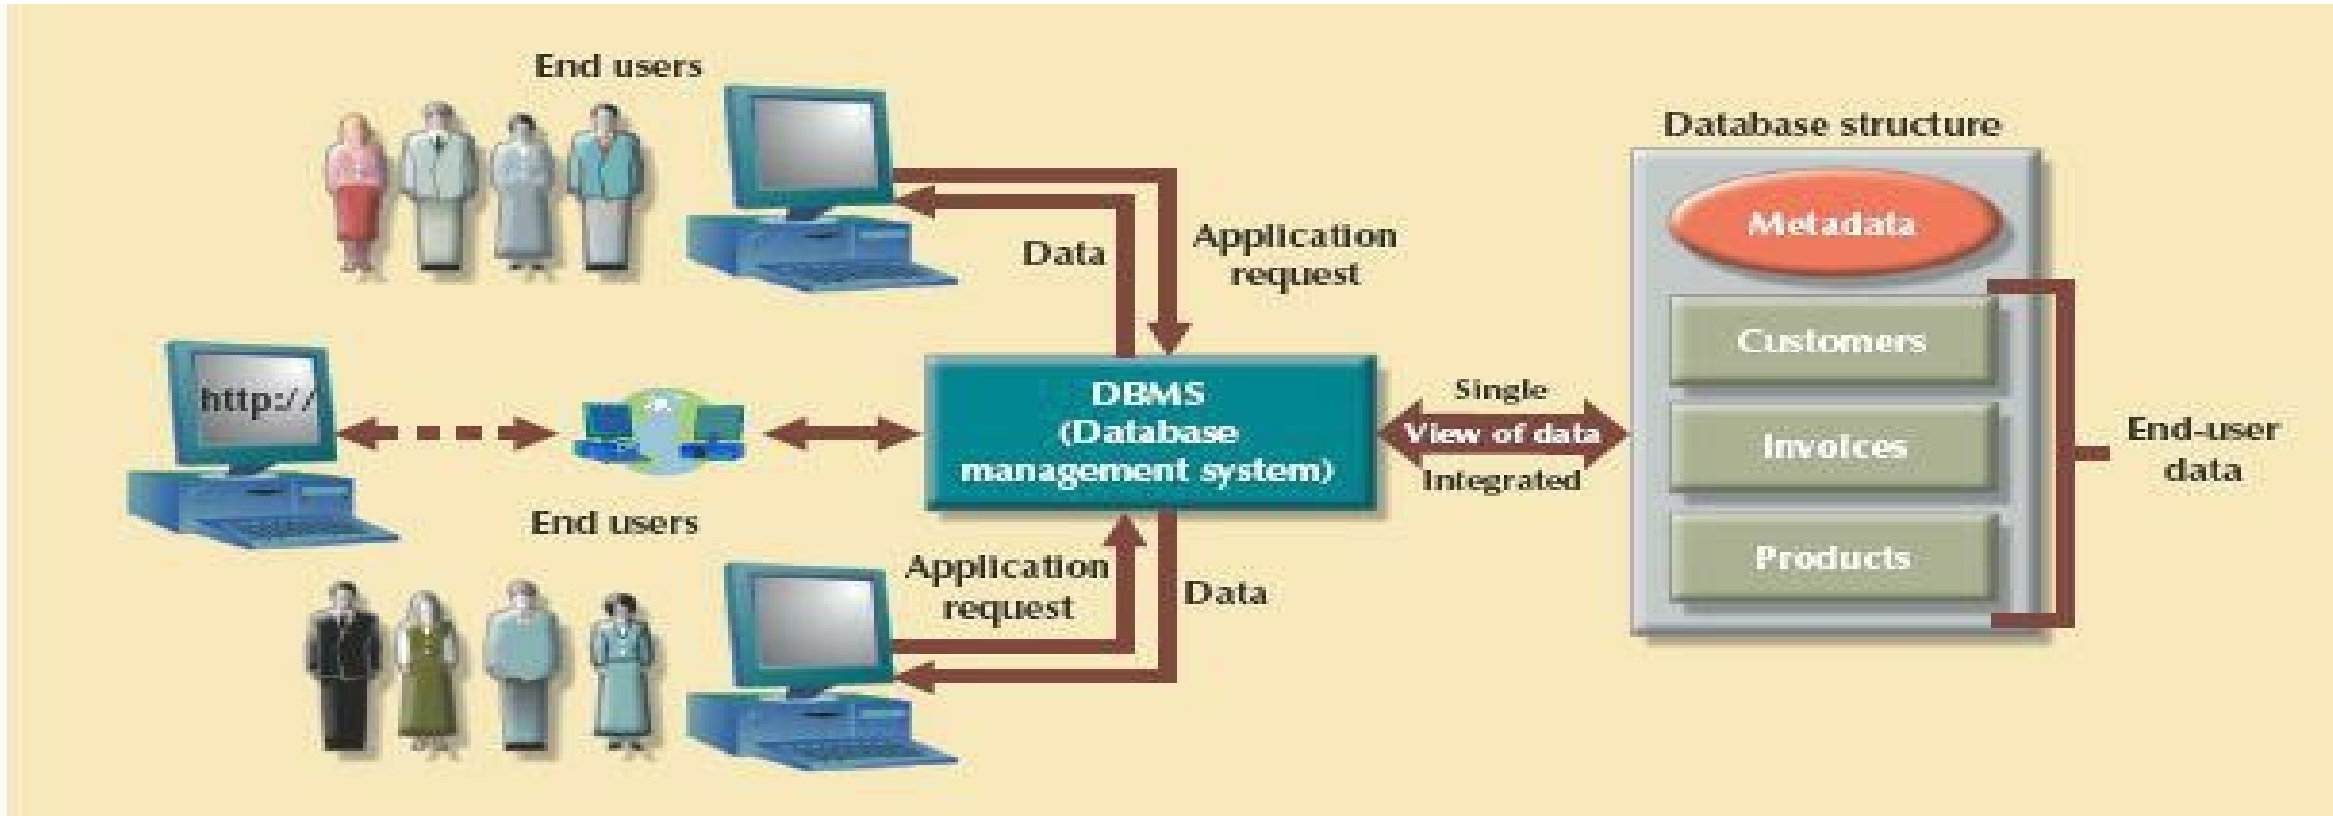 End users
Data
Application
request
http://
End users
DBMS
(Database
management system)
Application
request
Data
Single
View of data
Integrated
Database structure
Metadata
Customers
Invoices
Products
End-user
data